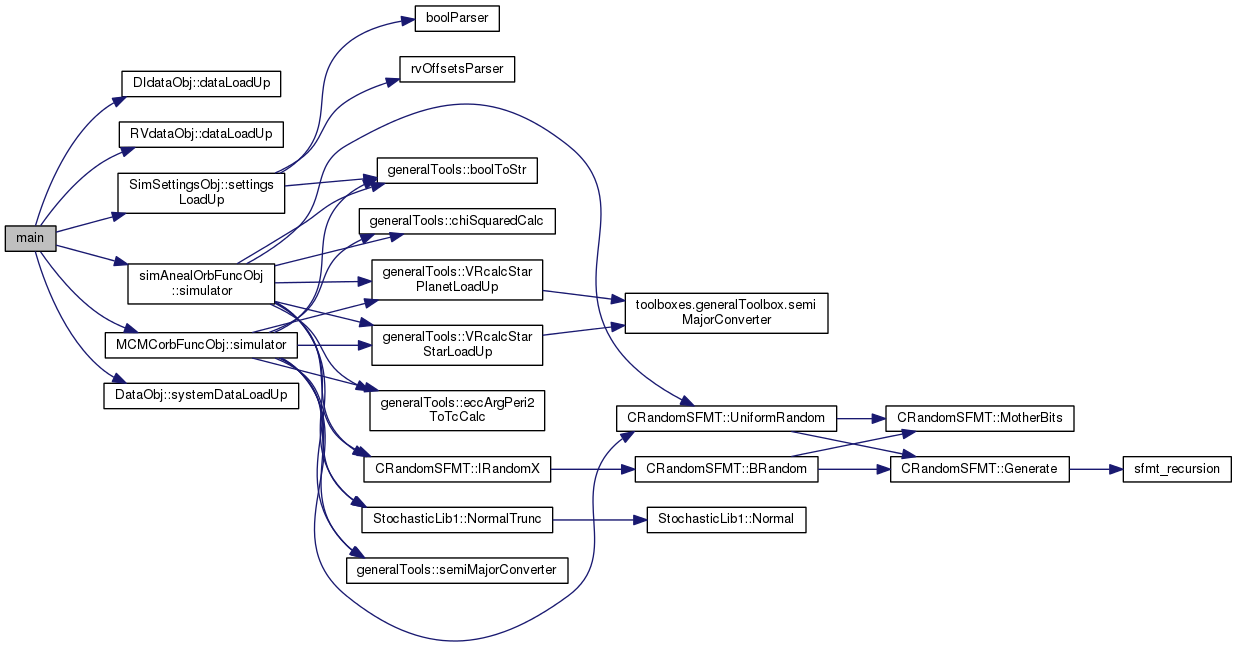 boolParser
rvOffsetsParser
DIdataObj::dataLoadUp
RVdataObj::dataLoadUp
SimSettingsObj::settings
LoadUp
generalTools::boolToStr
generalTools::chiSquaredCalc
main
simAnealOrbFuncObj
::simulator
generalTools::VRcalcStar
PlanetLoadUp
toolboxes.generalToolbox.semi
MajorConverter
MCMCorbFuncObj::simulator
generalTools::VRcalcStar
StarLoadUp
DataObj::systemDataLoadUp
generalTools::eccArgPeri2
ToTcCalc
CRandomSFMT::UniformRandom
CRandomSFMT::MotherBits
CRandomSFMT::IRandomX
CRandomSFMT::BRandom
CRandomSFMT::Generate
sfmt_recursion
StochasticLib1::NormalTrunc
StochasticLib1::Normal
generalTools::semiMajorConverter